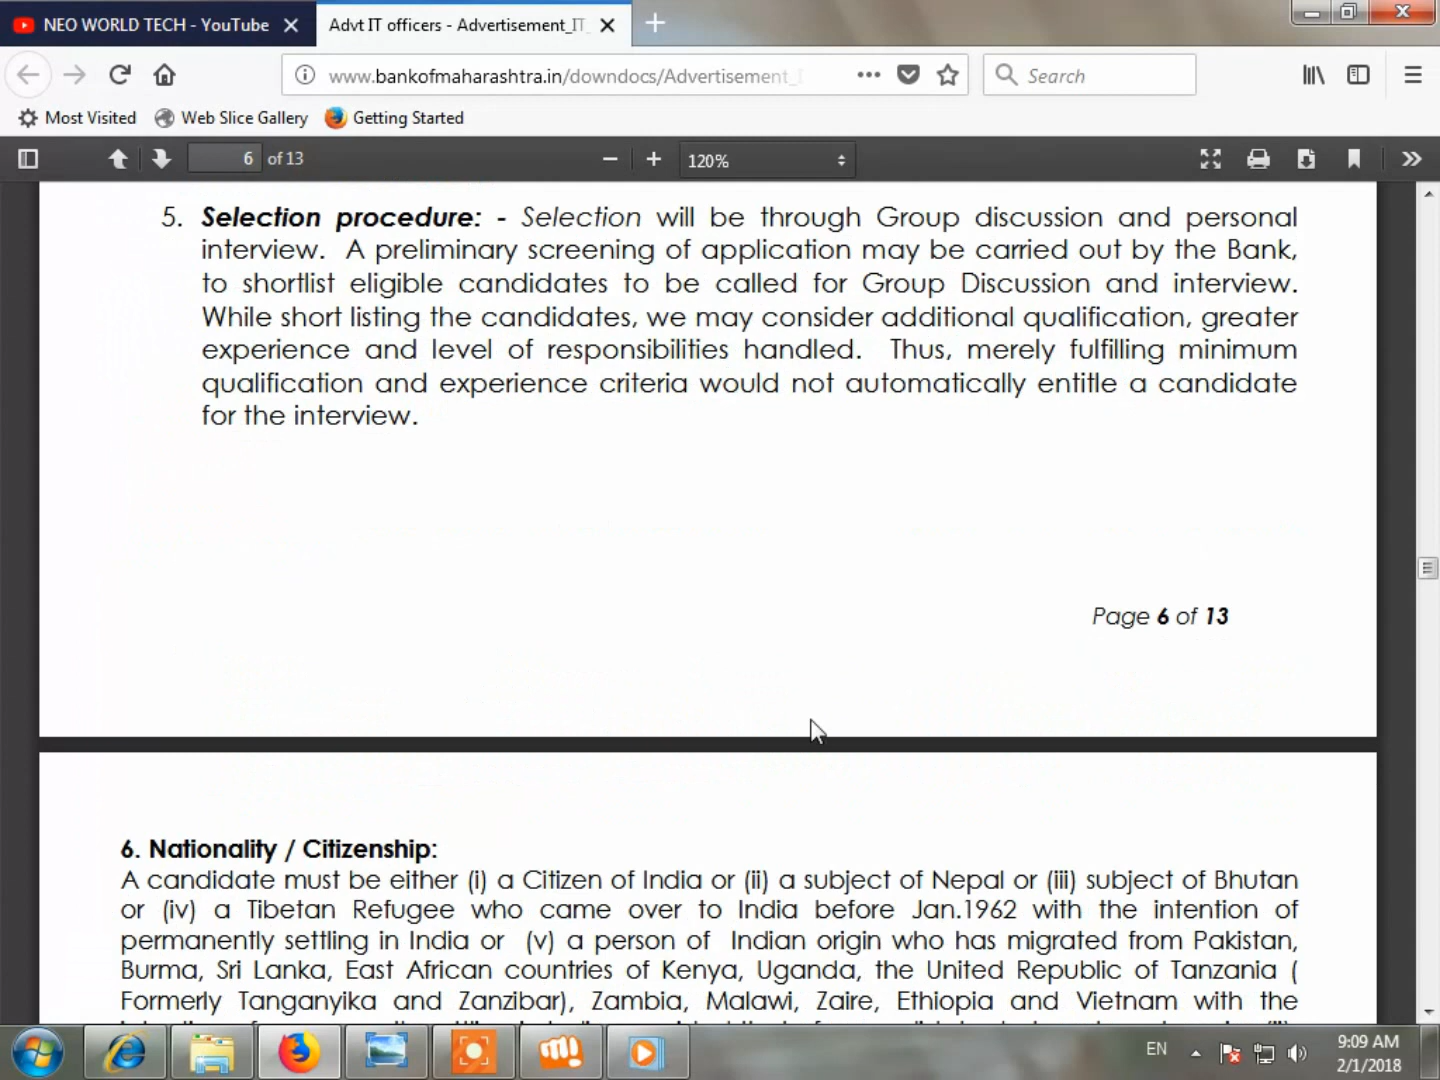 NEO WORLD TECH - YouTube
Advt IT officers - Advertisement_IT_
www.bankofmaharashtra.in/downdocs/Advertisement_
Search
Most Visited
Web Slice Gallery
Getting Started
6 of 13
120%
5. Selection procedure: - Selection will be through Group discussion and personal
interview. A preliminary screening of application may be carried out by the Bank,
to shortlist eligible candidates to be called for Group Discussion and interview.
While short listing the candidates, we may consider additional qualification, greater
experience and level of responsibilities handled. Thus, merely fulfilling minimum
qualification and experience criteria would not automatically entitle a candidate
for the interview.
Page 6 of 13
6. Nationality / Citizenship:
A candidate must be either (i) a Citizen of India or (ii) a subject of Nepal or (iii) subject of Bhutan
or (iv) a Tibetan Refugee who came over to India before Jan.1962 with the intention of
permanently settling in India or (v) a person of Indian origin who has migrated from Pakistan,
Burma, Sri Lanka, East African countries of Kenya, Uganda, the United Republic of Tanzania (
Formerly Tanganyika and Zanzibar), Zambia, Malawi, Zaire, Ethiopia and Vietnam with the
EN
9:09 AM
2/1/2018